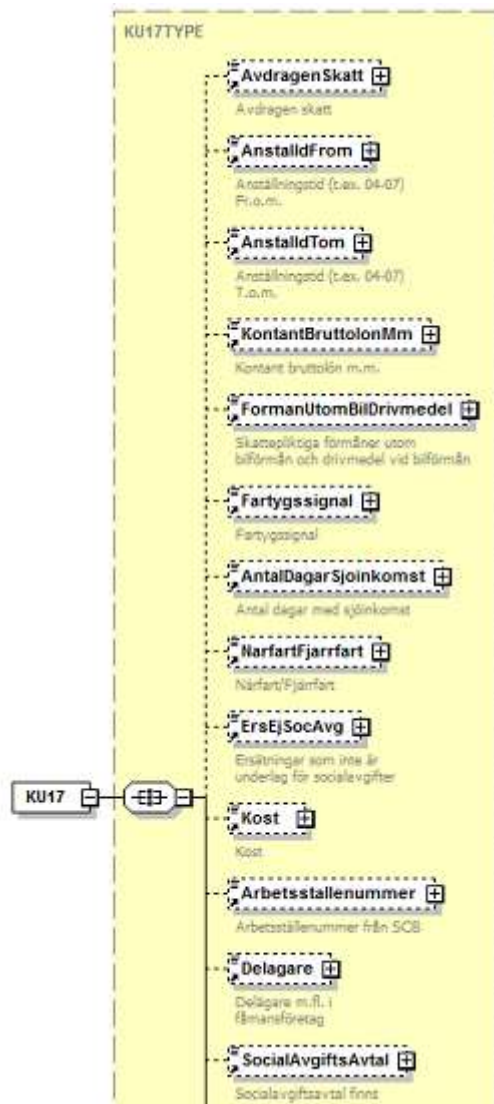 KU17TYPE
AvdragenSkatt
Avdragen skatt
AnstalldFrom
Anställningstid (t.ex. 04-07)
Fr.o.m.
AnstalldTom
Anställningstid (t.ex. 04-07)
T.o.m.
KontantBruttolonMm
Kontant bruttolön m.m.
FormanUtomBilDrivmedel
Skattepliktiga förmåner utom
bilförmån och drivmedel vid bilförmån
Fartygssignal
Fartygssignal
AntalDagarSjoinkomst
Antal dagar med sjöinkomst
NarfartFjarrfart
Närfart/Fjärrfart
ErsEjSocAvg
Ersätningar som inte är
underlag för socialavgifter
KU17
Kost
Kost
Arbetsstallenummer
Arbetsställenummer från SCB
Delagare
Delägare m.fl. i
fåmansföretag
SocialAvgiftsAvtal
Socialavgiftsavtal finns